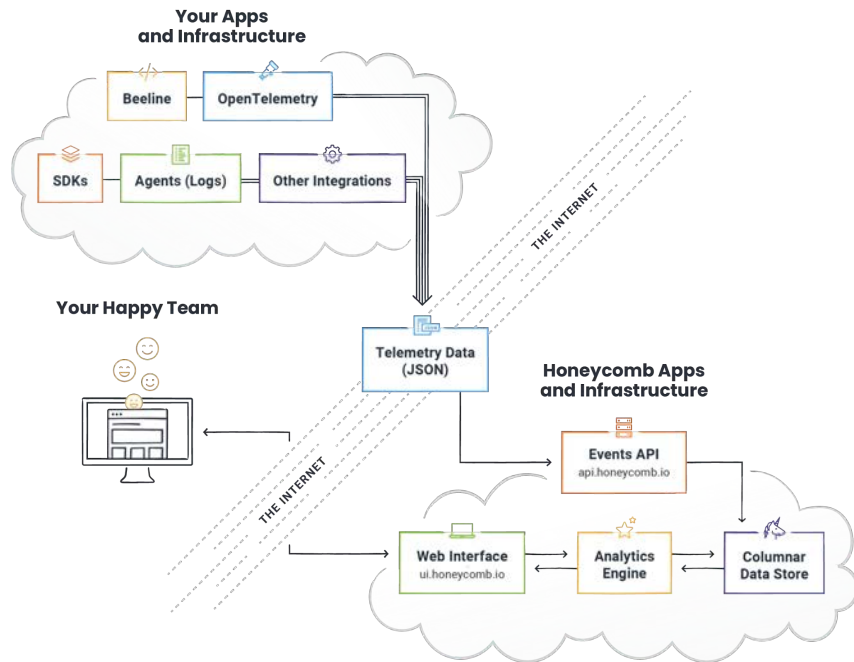 Your Apps
and Infrastructure
Beeline
OpenTelemetry
SDKs
Agents (Logs)
Other Integrations
THE INTERNET
Your Happy Team
Telemetry Data
(JSON)
Honeycomb Apps
and Infrastructure
Events API
api.honeycomb.io
THE INTERNET
Web Interface
ui.honeycomb.io
Analytics
Engine
Columnar
Data Store